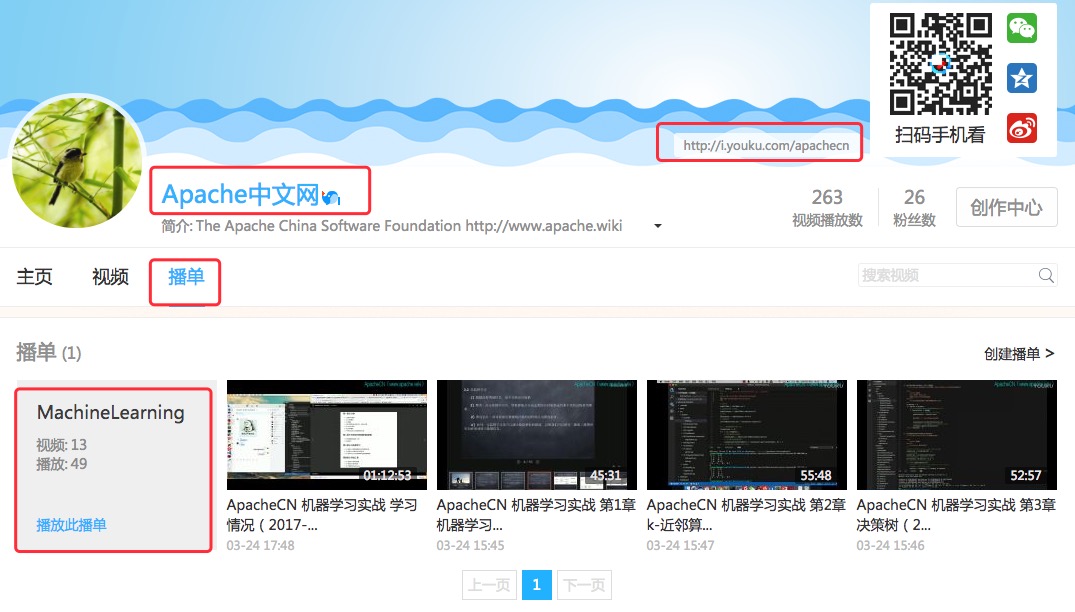 扫码手机看
http://i.youku.com/apachecn
Apache中文网
简介: The Apache China Software Foundation http://www.apache.wiki
263
视频播放数
26
粉丝数
创作中心
主页
视频
播单
搜索视频
播单 (1)
创建播单 >
MachineLearning
视频: 13
播放: 49
播放此播单
01:12:53
ApacheCN 机器学习实战 学习
情况（2017-...
03-24 17:48
45:31
ApacheCN 机器学习实战 第1章
机器学习...
03-24 15:45
55:48
ApacheCN 机器学习实战 第2章
k-近邻算...
03-24 15:47
52:57
ApacheCN 机器学习实战 第3章
决策树（2...
03-24 15:46
上一页
1
下一页